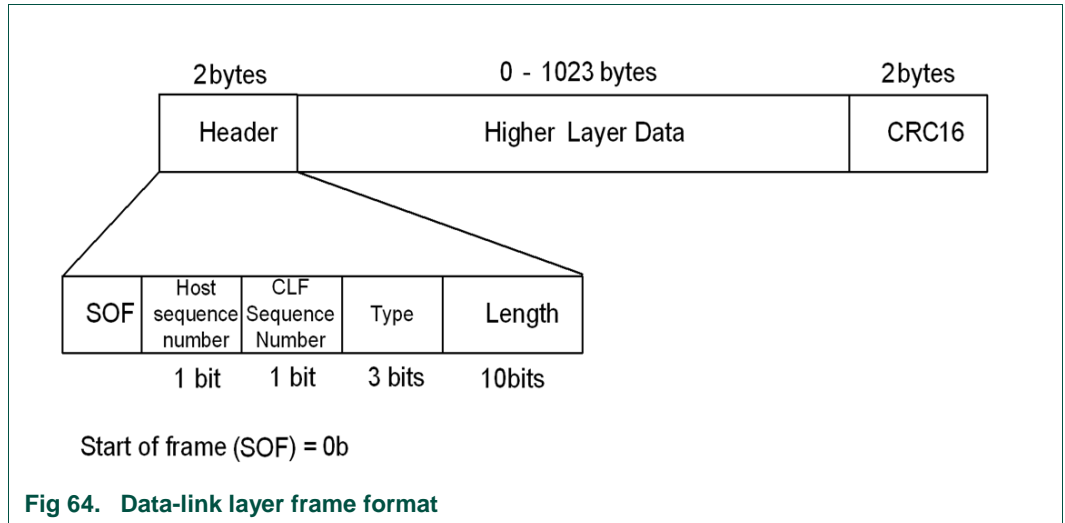 2bytes
0 - 1023 bytes
2bytes
Header
Higher Layer Data
CRC16
SOF
Host
sequence
number
CLF
Sequence
Number
Type
Length
1 bit
1 bit
3 bits
10bits
Start of frame (SOF) = 0b
Fig 64. Data-link layer frame format